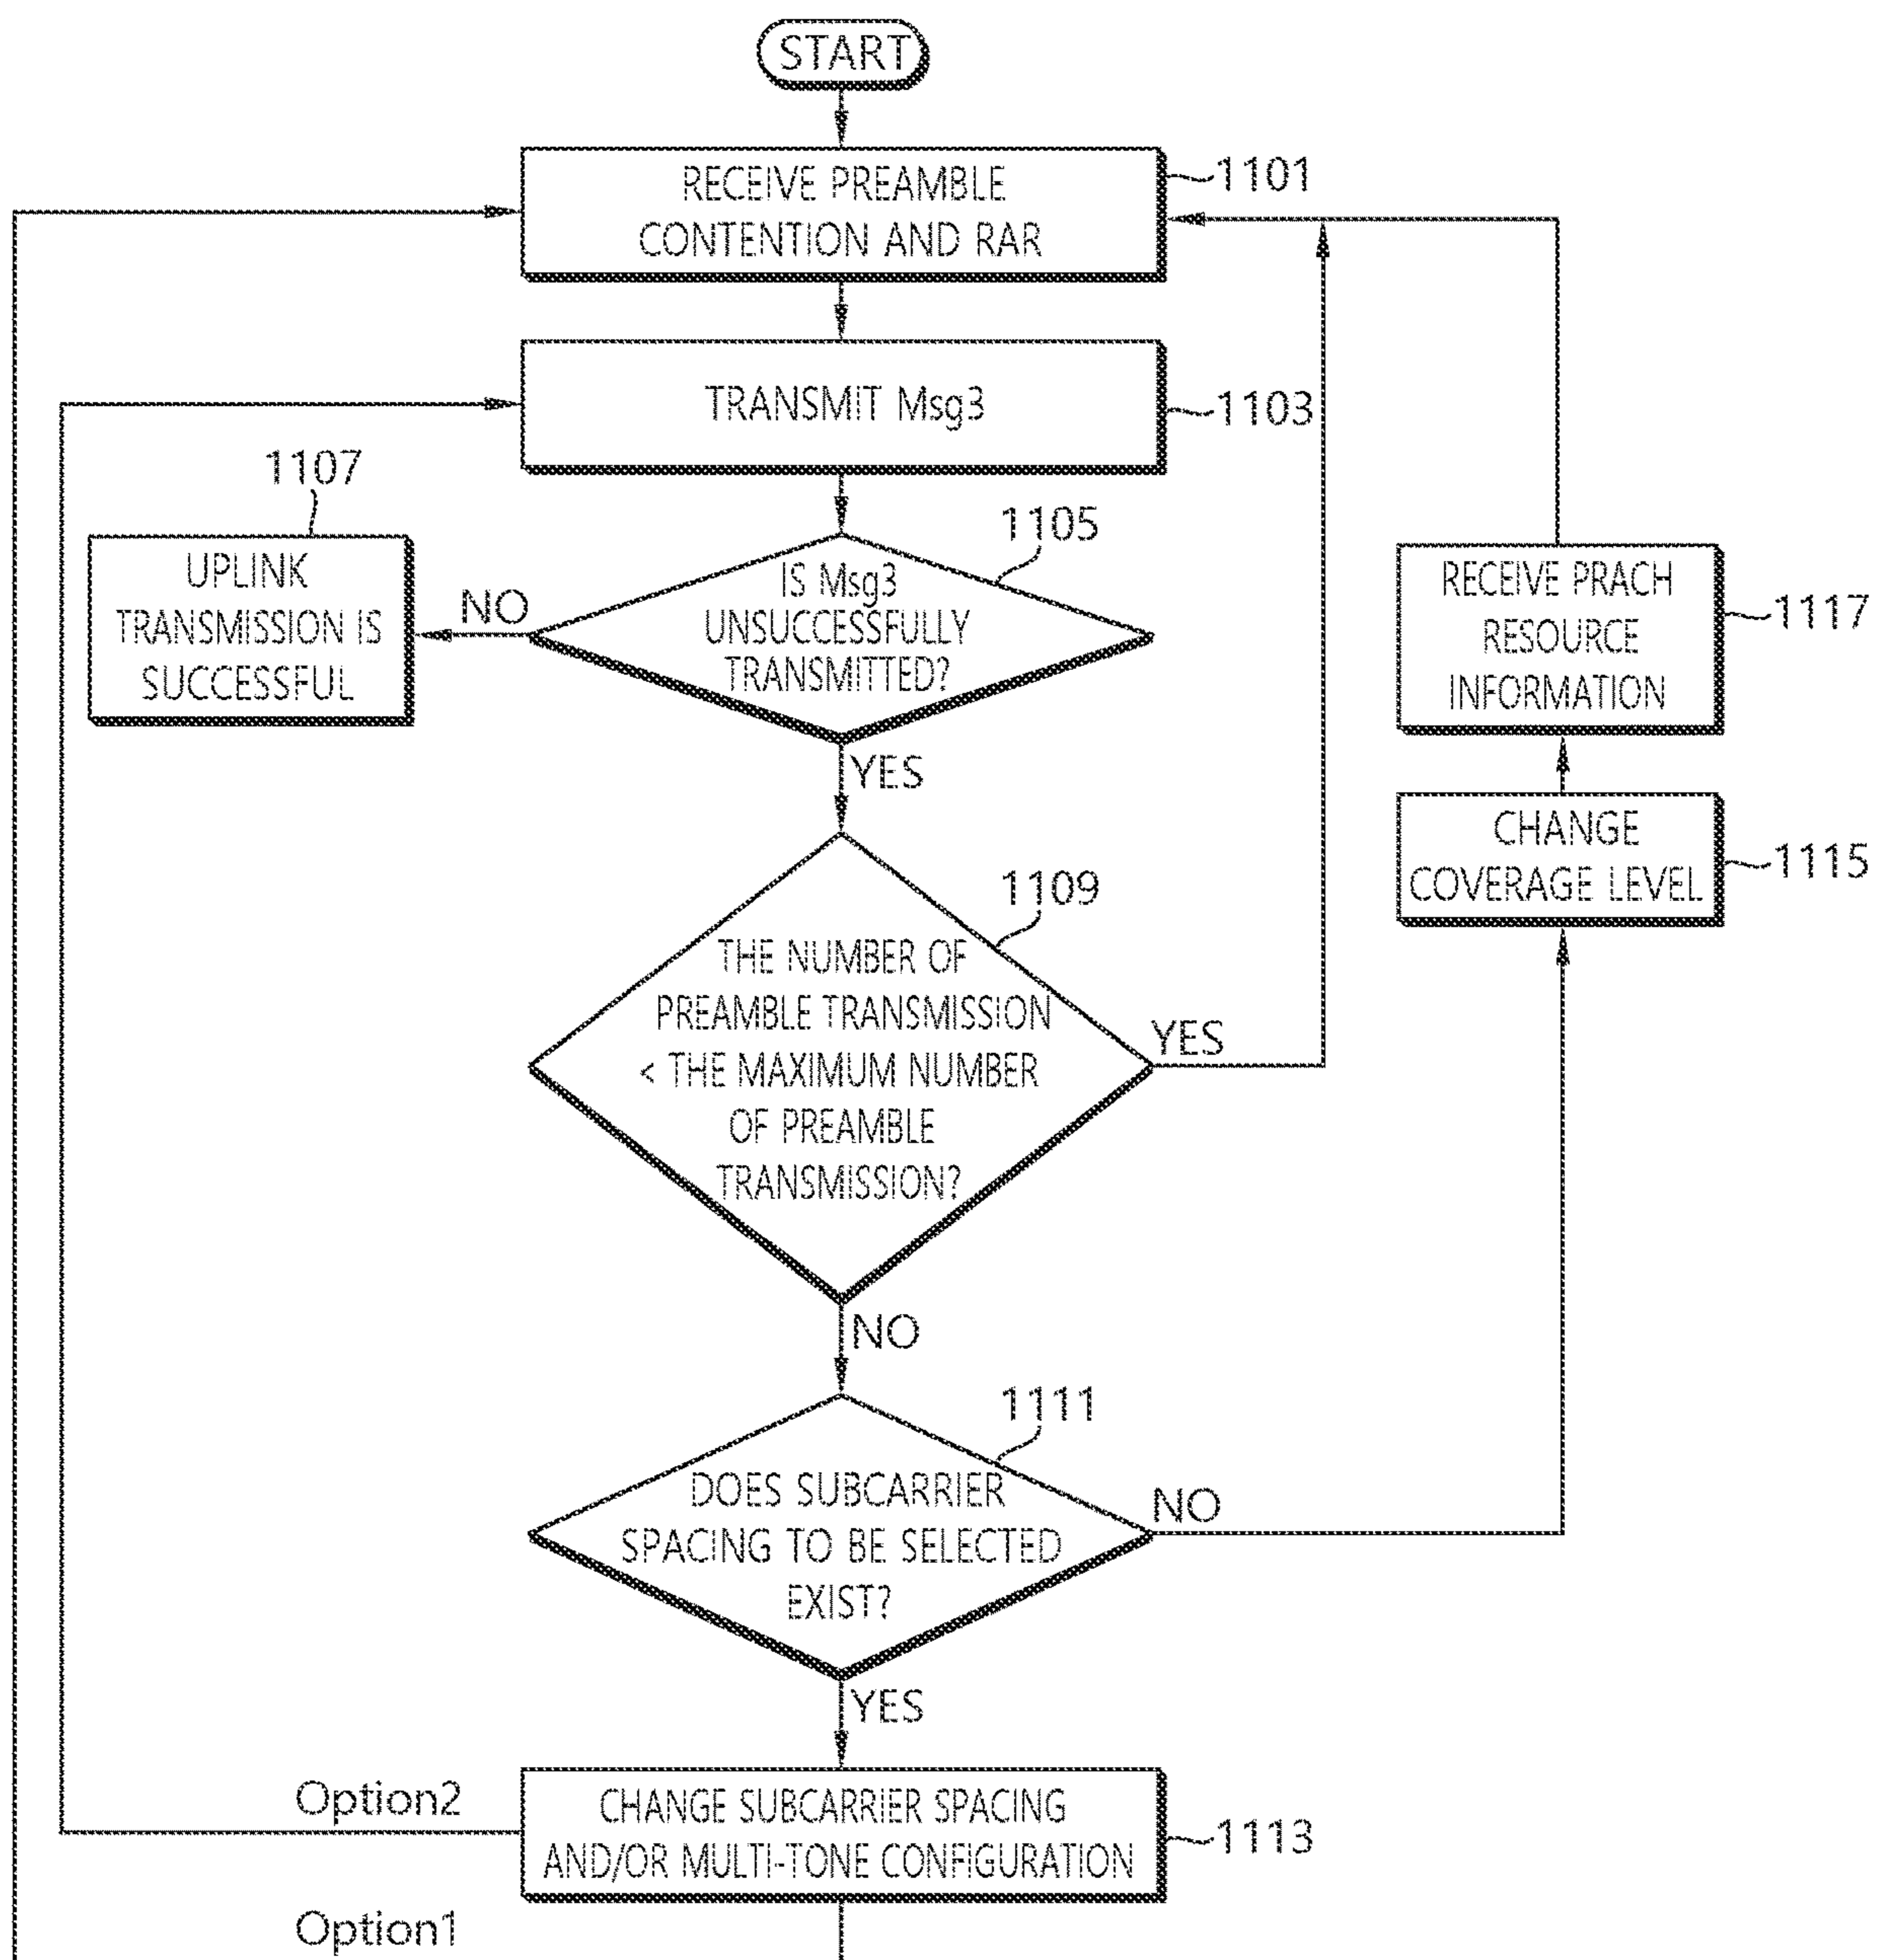 START
RECEIVE PREAMBLE
CONTENTION AND RAR
1101
TRANSMIT Msg3
1103
1107
UPLINK
TRANSMISSION IS
SUCCESSFUL
NO
1105
IS Msg3
UNSUCCESSFULLY
TRANSMITTED?
YES
RECEIVE PRACH
RESOURCE
INFORMATION
1117
CHANGE
COVERAGE LEVEL
1115
1109
THE NUMBER OF
PREAMBLE TRANSMISSION
< THE MAXIMUM NUMBER
OF PREAMBLE
TRANSMISSION?
YES
NO
1111
DOES SUBCARRIER
SPACING TO BE SELECTED
EXIST?
NO
YES
Option2
CHANGE SUBCARRIER SPACING
AND/OR MULTI-TONE CONFIGURATION
1113
Option1